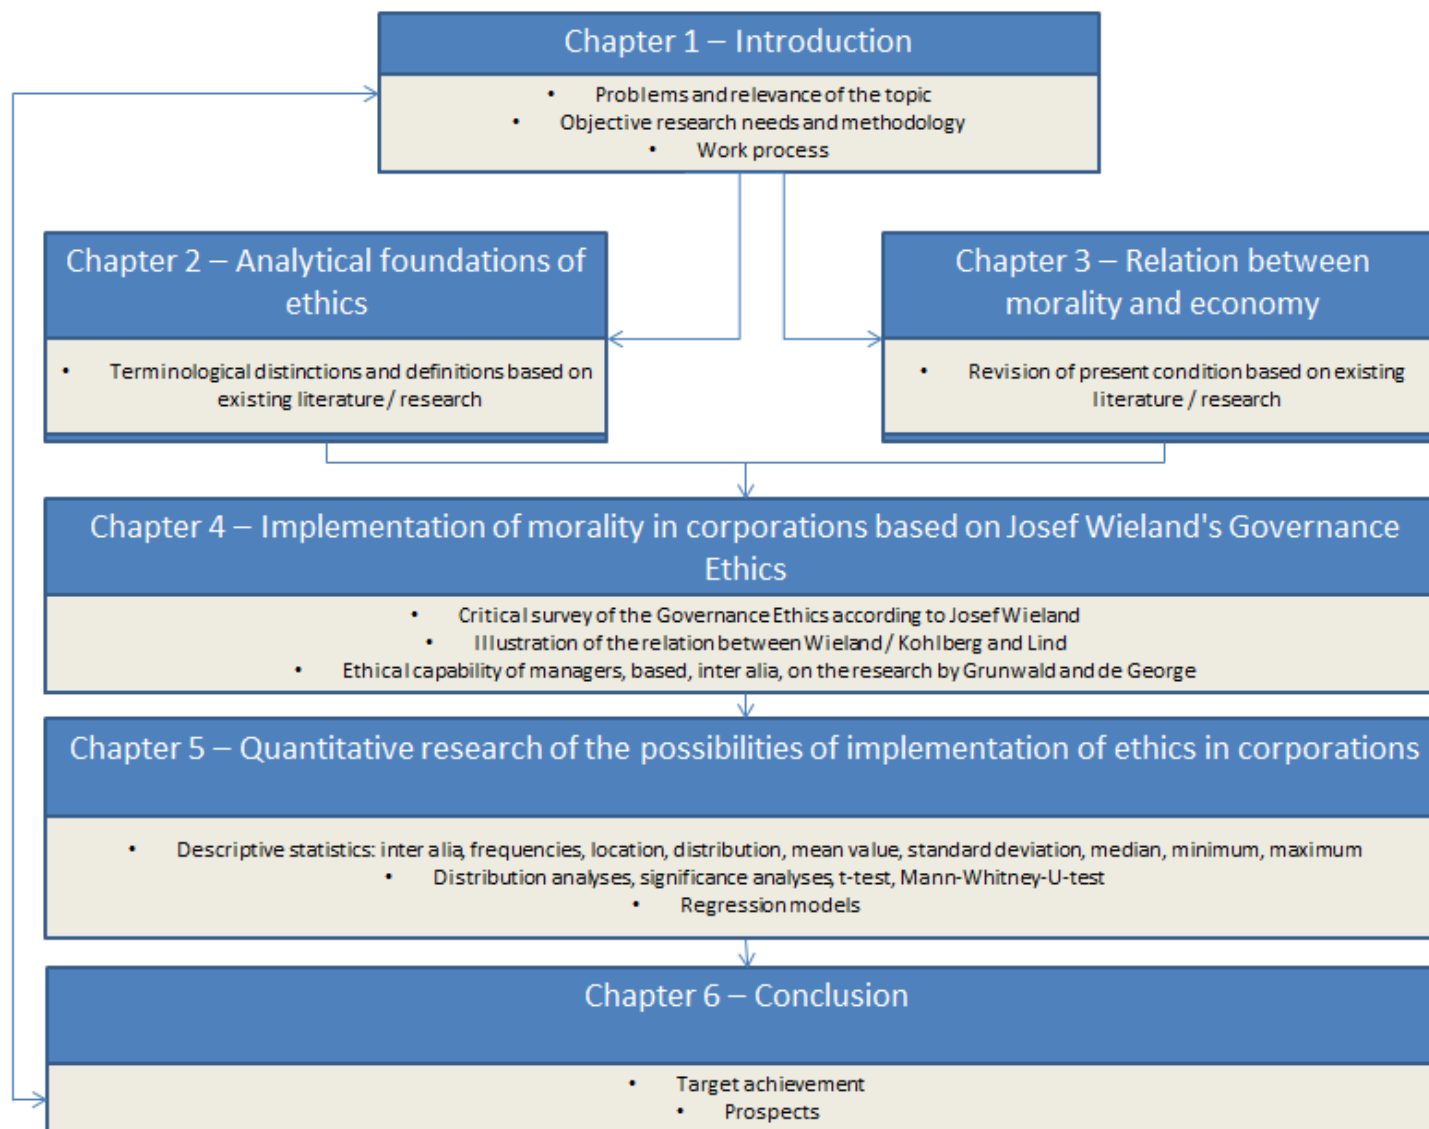 Chapter 1 – Introduction
• Problems and relevance of the topic
• Objective research needs and methodology
• Work process
Chapter 2 – Analytical foundations of
ethics
• Terminological distinctions and definitions based on
existing literature / research
Chapter 3 – Relation between
morality and economy
• Revision of present condition based on existing
literature / research
Chapter 4 – Implementation of morality in corporations based on Josef Wieland's Governance
Ethics
• Critical survey of the Governance Ethics according to Josef Wieland
• Illustration of the relation between Wieland / Kohlberg and Lind
• Ethical capability of managers, based, inter alia, on the research by Grunwald and de George
Chapter 5 – Quantitative research of the possibilities of implementation of ethics in corporations
• Descriptive statistics: inter alia, frequencies, location, distribution, mean value, standard deviation, median, minimum, maximum
• Distribution analyses, significance analyses, t-test, Mann-Whitney-U-test
• Regression models
Chapter 6 – Conclusion
• Target achievement
• Prospects